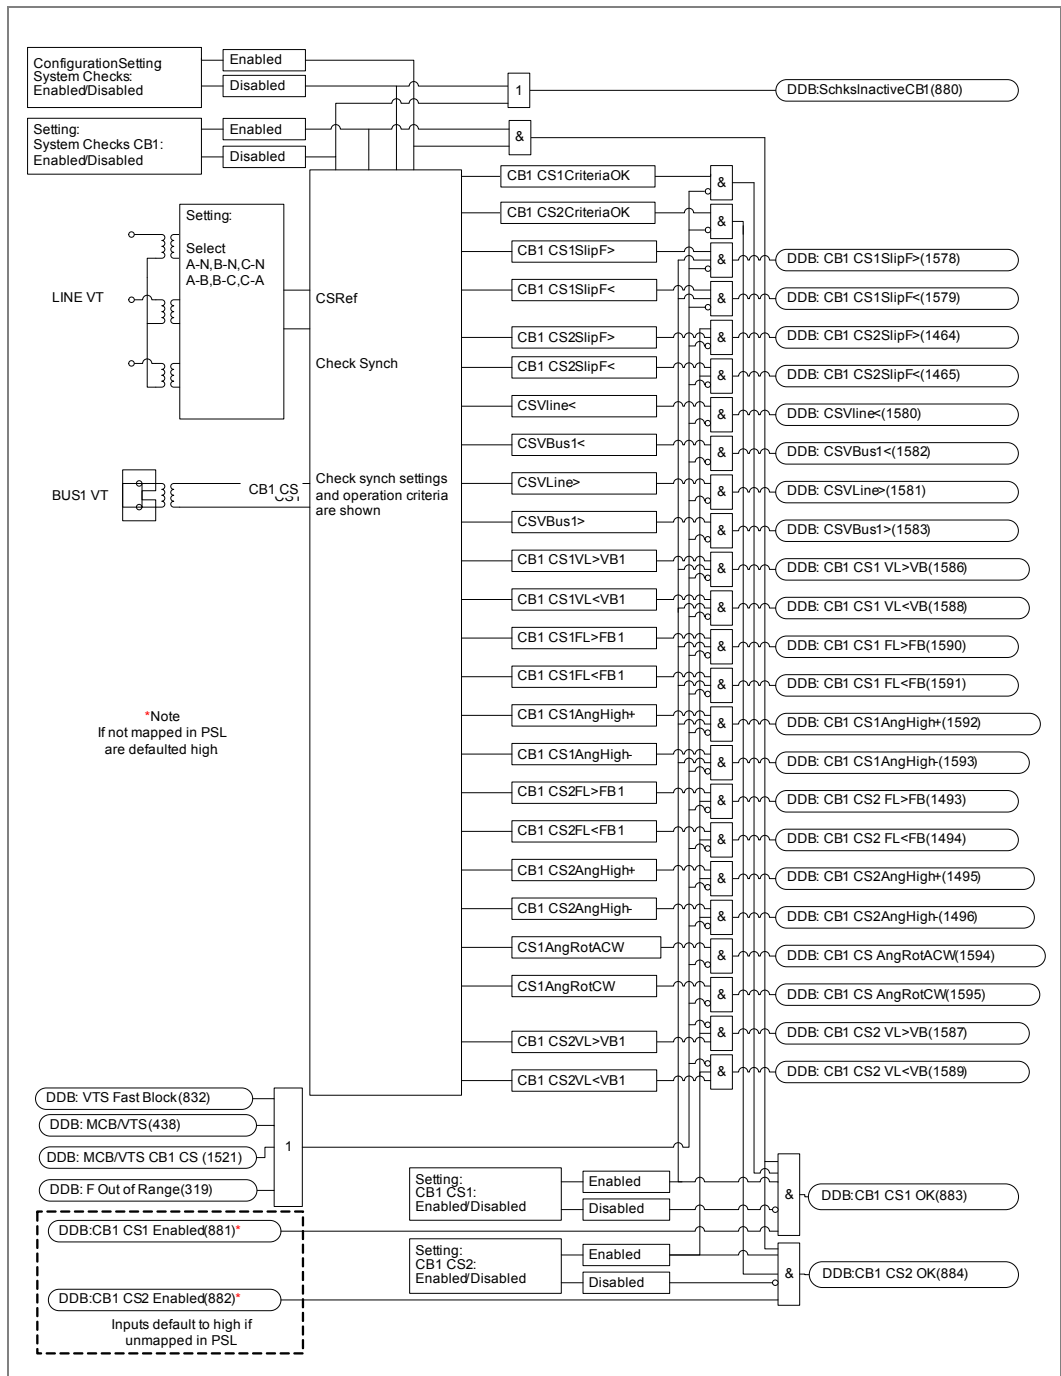 ConfigurationSetting
System Checks:
Enabled/Disabled
Enabled
Disabled
1
DDB:SchksInactiveCB1(880)
Setting:
System Checks CB1:
Enabled/Disabled
Enabled
Disabled
&
Setting:
Select
A-N,B-N,C-N
A-B,B-C,C-A
LINE VT
CSRef
Check Synch
BUS1 VT
CB1 CS
CS1
Check synch settings
and operation criteria
are shown
CB1 CS1CriteriaOK
&
CB1 CS2CriteriaOK
&
CB1 CS1SlipF>
&
DDB: CB1 CS1SlipF>(1578)
CB1 CS1SlipF<
&
DDB: CB1 CS1SlipF<(1579)
CB1 CS2SlipF>
&
DDB: CB1 CS2SlipF>(1464)
CB1 CS2SlipF<
&
DDB: CB1 CS2SlipF<(1465)
CSVline<
&
DDB: CSVline<(1580)
CSVBus1<
&
DDB: CSVBus1<(1582)
CSVLine>
&
DDB: CSVLine>(1581)
CSVBus1>
&
DDB: CSVBus1>(1583)
CB1 CS1VL>VB1
&
DDB: CB1 CS1 VL>VB(1586)
CB1 CS1VL<VB1
&
DDB: CB1 CS1 VL<VB(1588)
CB1 CS1FL>FB1
&
DDB: CB1 CS1 FL>FB(1590)
CB1 CS1FL<FB1
&
DDB: CB1 CS1 FL<FB(1591)
CB1 CS1AngHigh+
&
DDB: CB1 CS1AngHigh+(1592)
CB1 CS1AngHigh-
&
DDB: CB1 CS1AngHigh-(1593)
CB1 CS2FL>FB1
&
DDB: CB1 CS2 FL>FB(1493)
CB1 CS2FL<FB1
&
DDB: CB1 CS2 FL<FB(1494)
CB1 CS2AngHigh+
&
DDB: CB1 CS2AngHigh+(1495)
CB1 CS2AngHigh-
&
DDB: CB1 CS2AngHigh-(1496)
CS1AngRotACW
&
DDB: CB1 CS AngRotACW(1594)
CS1AngRotCW
&
DDB: CB1 CS AngRotCW(1595)
CB1 CS2VL>VB1
&
DDB: CB1 CS2 VL>VB(1587)
CB1 CS2VL<VB1
&
DDB: CB1 CS2 VL<VB(1589)
*Note
If not mapped in PSL
are defaulted high
DDB: VTS Fast Block(832)
DDB: MCB/VTS(438)
DDB: MCB/VTS CB1 CS (1521)
DDB: F Out of Range(319)
1
Setting:
CB1 CS1:
Enabled/Disabled
Enabled
Disabled
&
DDB:CB1 CS1 OK(883)
DDB:CB1 CS1 Enabled(881)*
Setting:
CB1 CS2:
Enabled/Disabled
Enabled
Disabled
&
DDB:CB1 CS2 OK(884)
DDB:CB1 CS2 Enabled(882)*
Inputs default to high if
unmapped in PSL